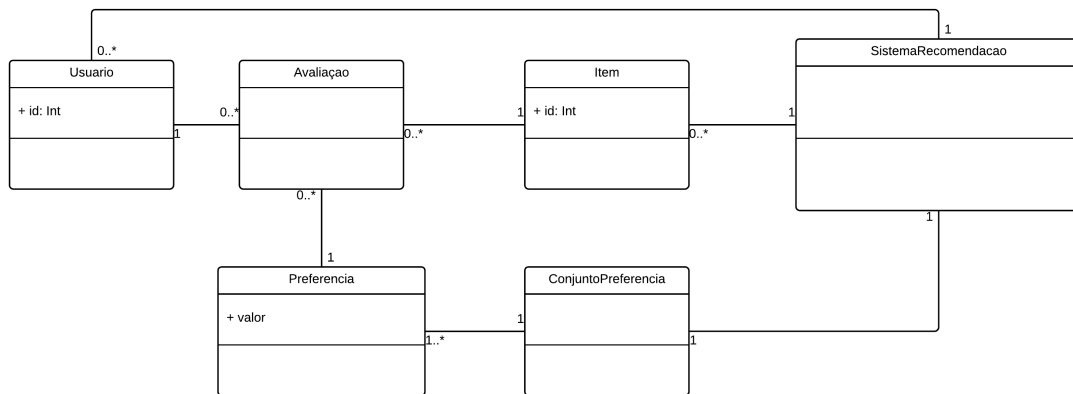 0..*
1
Usuario
Avaliaçao
Item
SistemaRecomendacao
+ id: Int
+ id: Int
1
0..*
0..*
1
0..*
1
0..*
1
1
Preferencia
ConjuntoPreferencia
+ valor
1..*
1
1